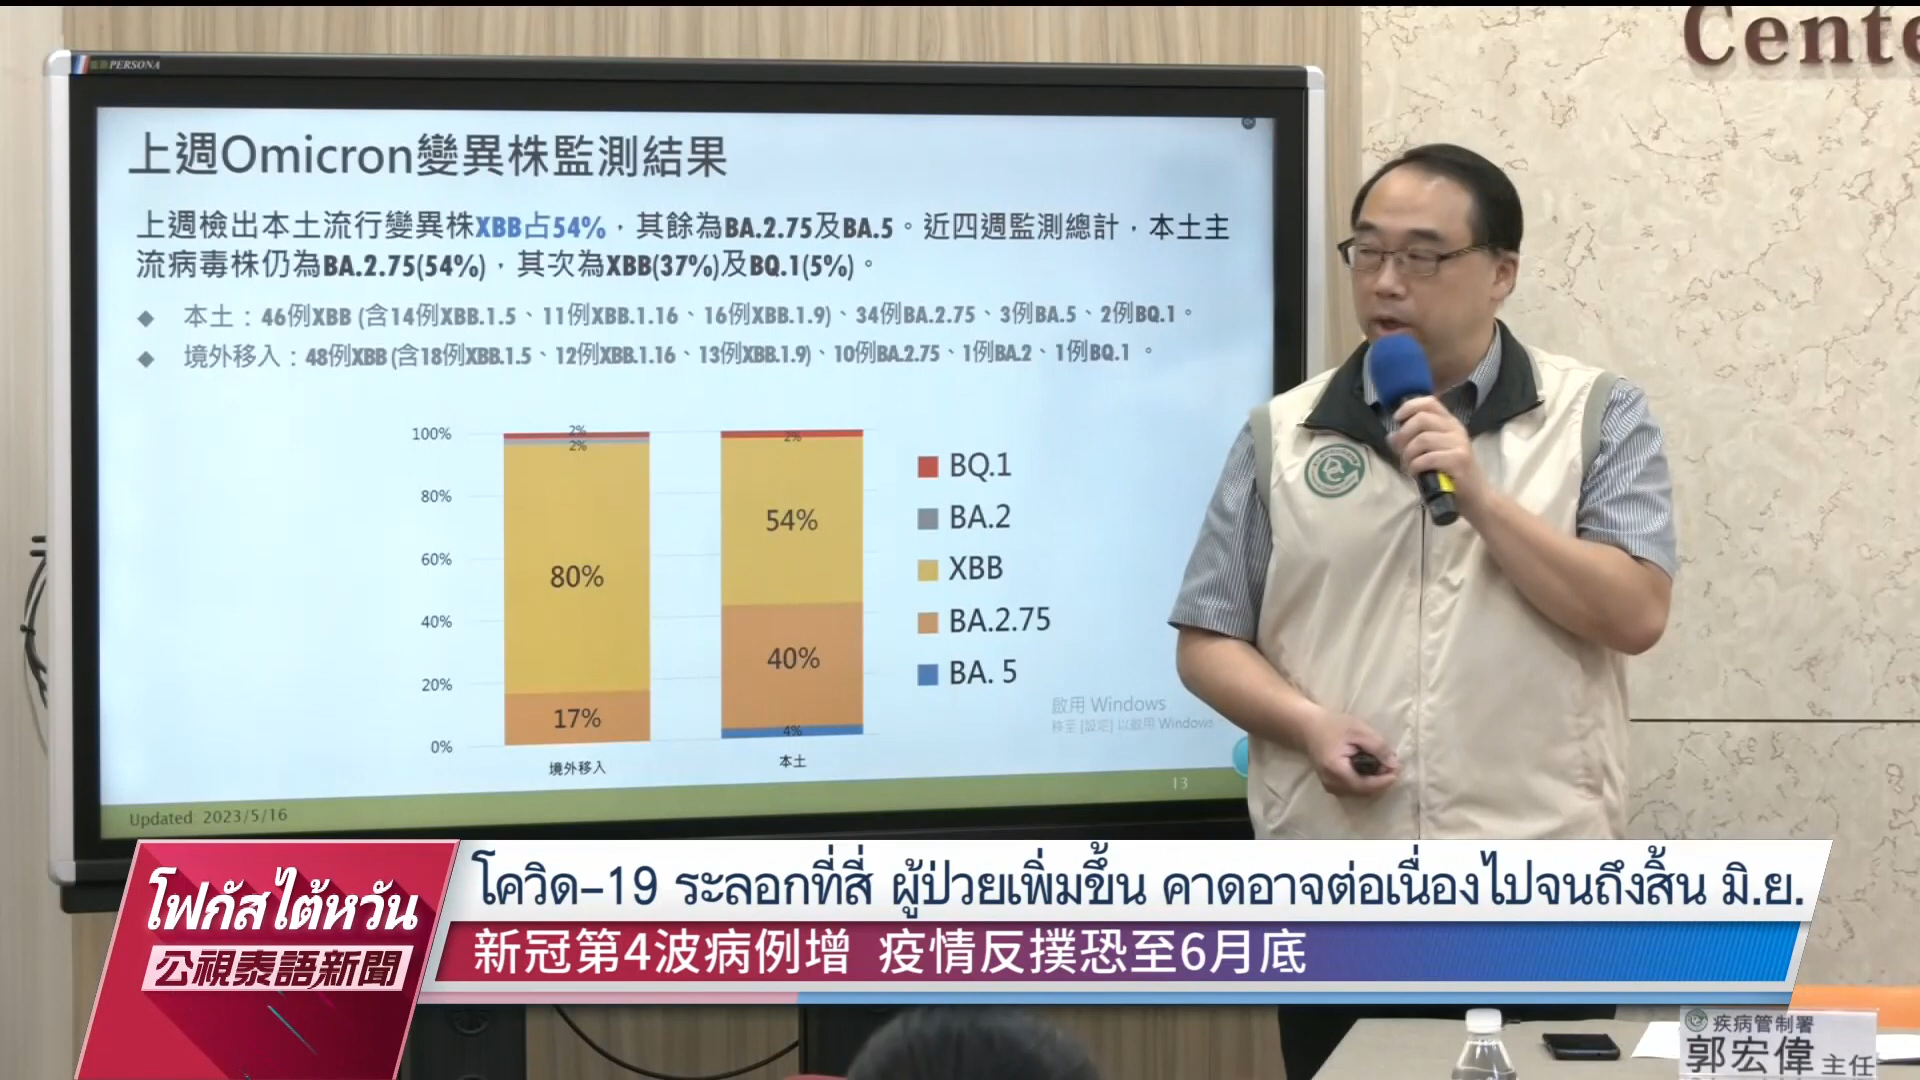 Cente
PERSONA
上週Omicron變異株監測結果
上週檢出本土流行變異株XBB占54%，其餘為BA.2.75及BA.5。近四週監測總計，本土主
流病毒株仍為BA.2.75(54%)，其次為XBB(37%)及BQ.1(5%)。
◆ 本土：46例XBB (含14例XBB.1.5、11例XBB.1.16、16例XBB.1.9)、34例BA.2.75、3例BA.5、2例BQ.1。
◆ 境外移入：48例XBB (含18例XBB.1.5、12例XBB.1.16、13例XBB.1.9)、10例BA.2.75、1例BA.2、1例BQ.1 。
100%
80%
60%
40%
20%
0%
2%
2%
80%
17%
境外移入
2%
54%
40%
4%
本土
BQ.1
BA.2
XBB
BA.2.75
BA. 5
啟用 Windows
移至 [設定] 以啟用 Windows
13
Updated 2023/5/16
โฟกัสไต้หวัน
公視泰語新聞
โควิด-19 ระลอกที่สี่ ผู้ป่วยเพิ่มขึ้น คาดอาจต่อเนื่องไปจนถึงสิ้น มิ.ย.
新冠第4波病例增 疫情反撲恐至6月底
疾病管制署
郭宏偉 主任